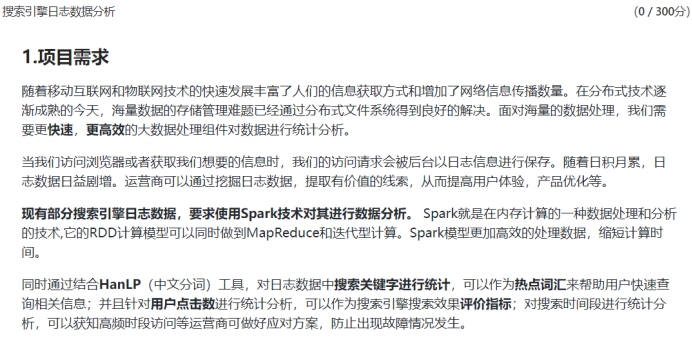 搜索引擎日志数据分析 (0 / 300分)
1.项目需求
随着移动互联网和物联网技术的快速发展丰富了人们的信息获取方式和增加了网络信息传播数量。在分布式技术逐
渐成熟的今天，海量数据的存储管理难题已经通过分布式文件系统得到良好的解决。面对海量的数据处理，我们需
要更快速，更高效的大数据处理组件对数据进行统计分析。
当我们访问浏览器或者获取我们想要的信息时，我们的访问请求会被后台以日志信息进行保存。随着日积月累，日
志数据日益剧增。运营商可以通过挖掘日志数据，提取有价值的线索，从而提高用户体验，产品优化等。
现有部分搜索引擎日志数据，要求使用Spark技术对其进行数据分析。 Spark就是在内存计算的一种数据处理和分析
的技术,它的RDD计算模型可以同时做到MapReduce和迭代型计算。Spark模型更加高效的处理数据，缩短计算时
间。
同时通过结合HanLP（中文分词）工具，对日志数据中搜索关键字进行统计，可以作为热点词汇来帮助用户快速查
询相关信息；并且针对用户点击数进行统计分析，可以作为搜索引擎搜索效果评价指标；对搜索时间段进行统计分
析，可以获知高频时段访问等运营商可做好应对方案，防止出现故障情况发生。